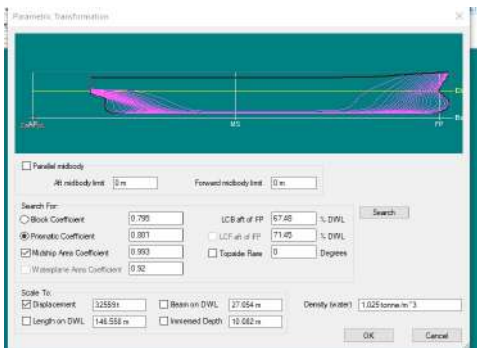 Parametric Transformation
MS
FP
Parallel midbody
Aft midbody limit 0 m Forward midbody limit 0 m
Search For:
Block Coefficient 0.795 LCB aft of FP 67.48 % DWL
Prismatic Coefficient 0.801 LCF aft of FP 71.45 % DWL
Midship Area Coefficient 0.993 Topside Flare 0 Degrees
Waterplane Area Coefficient 0.92
Search
Scale To:
Displacement 32559 t Beam on DWL 27.054 m Density (water) 1.025 tonne/m^3
Length on DWL 146.558 m Immersed Depth 10.082 m
OK Cancel